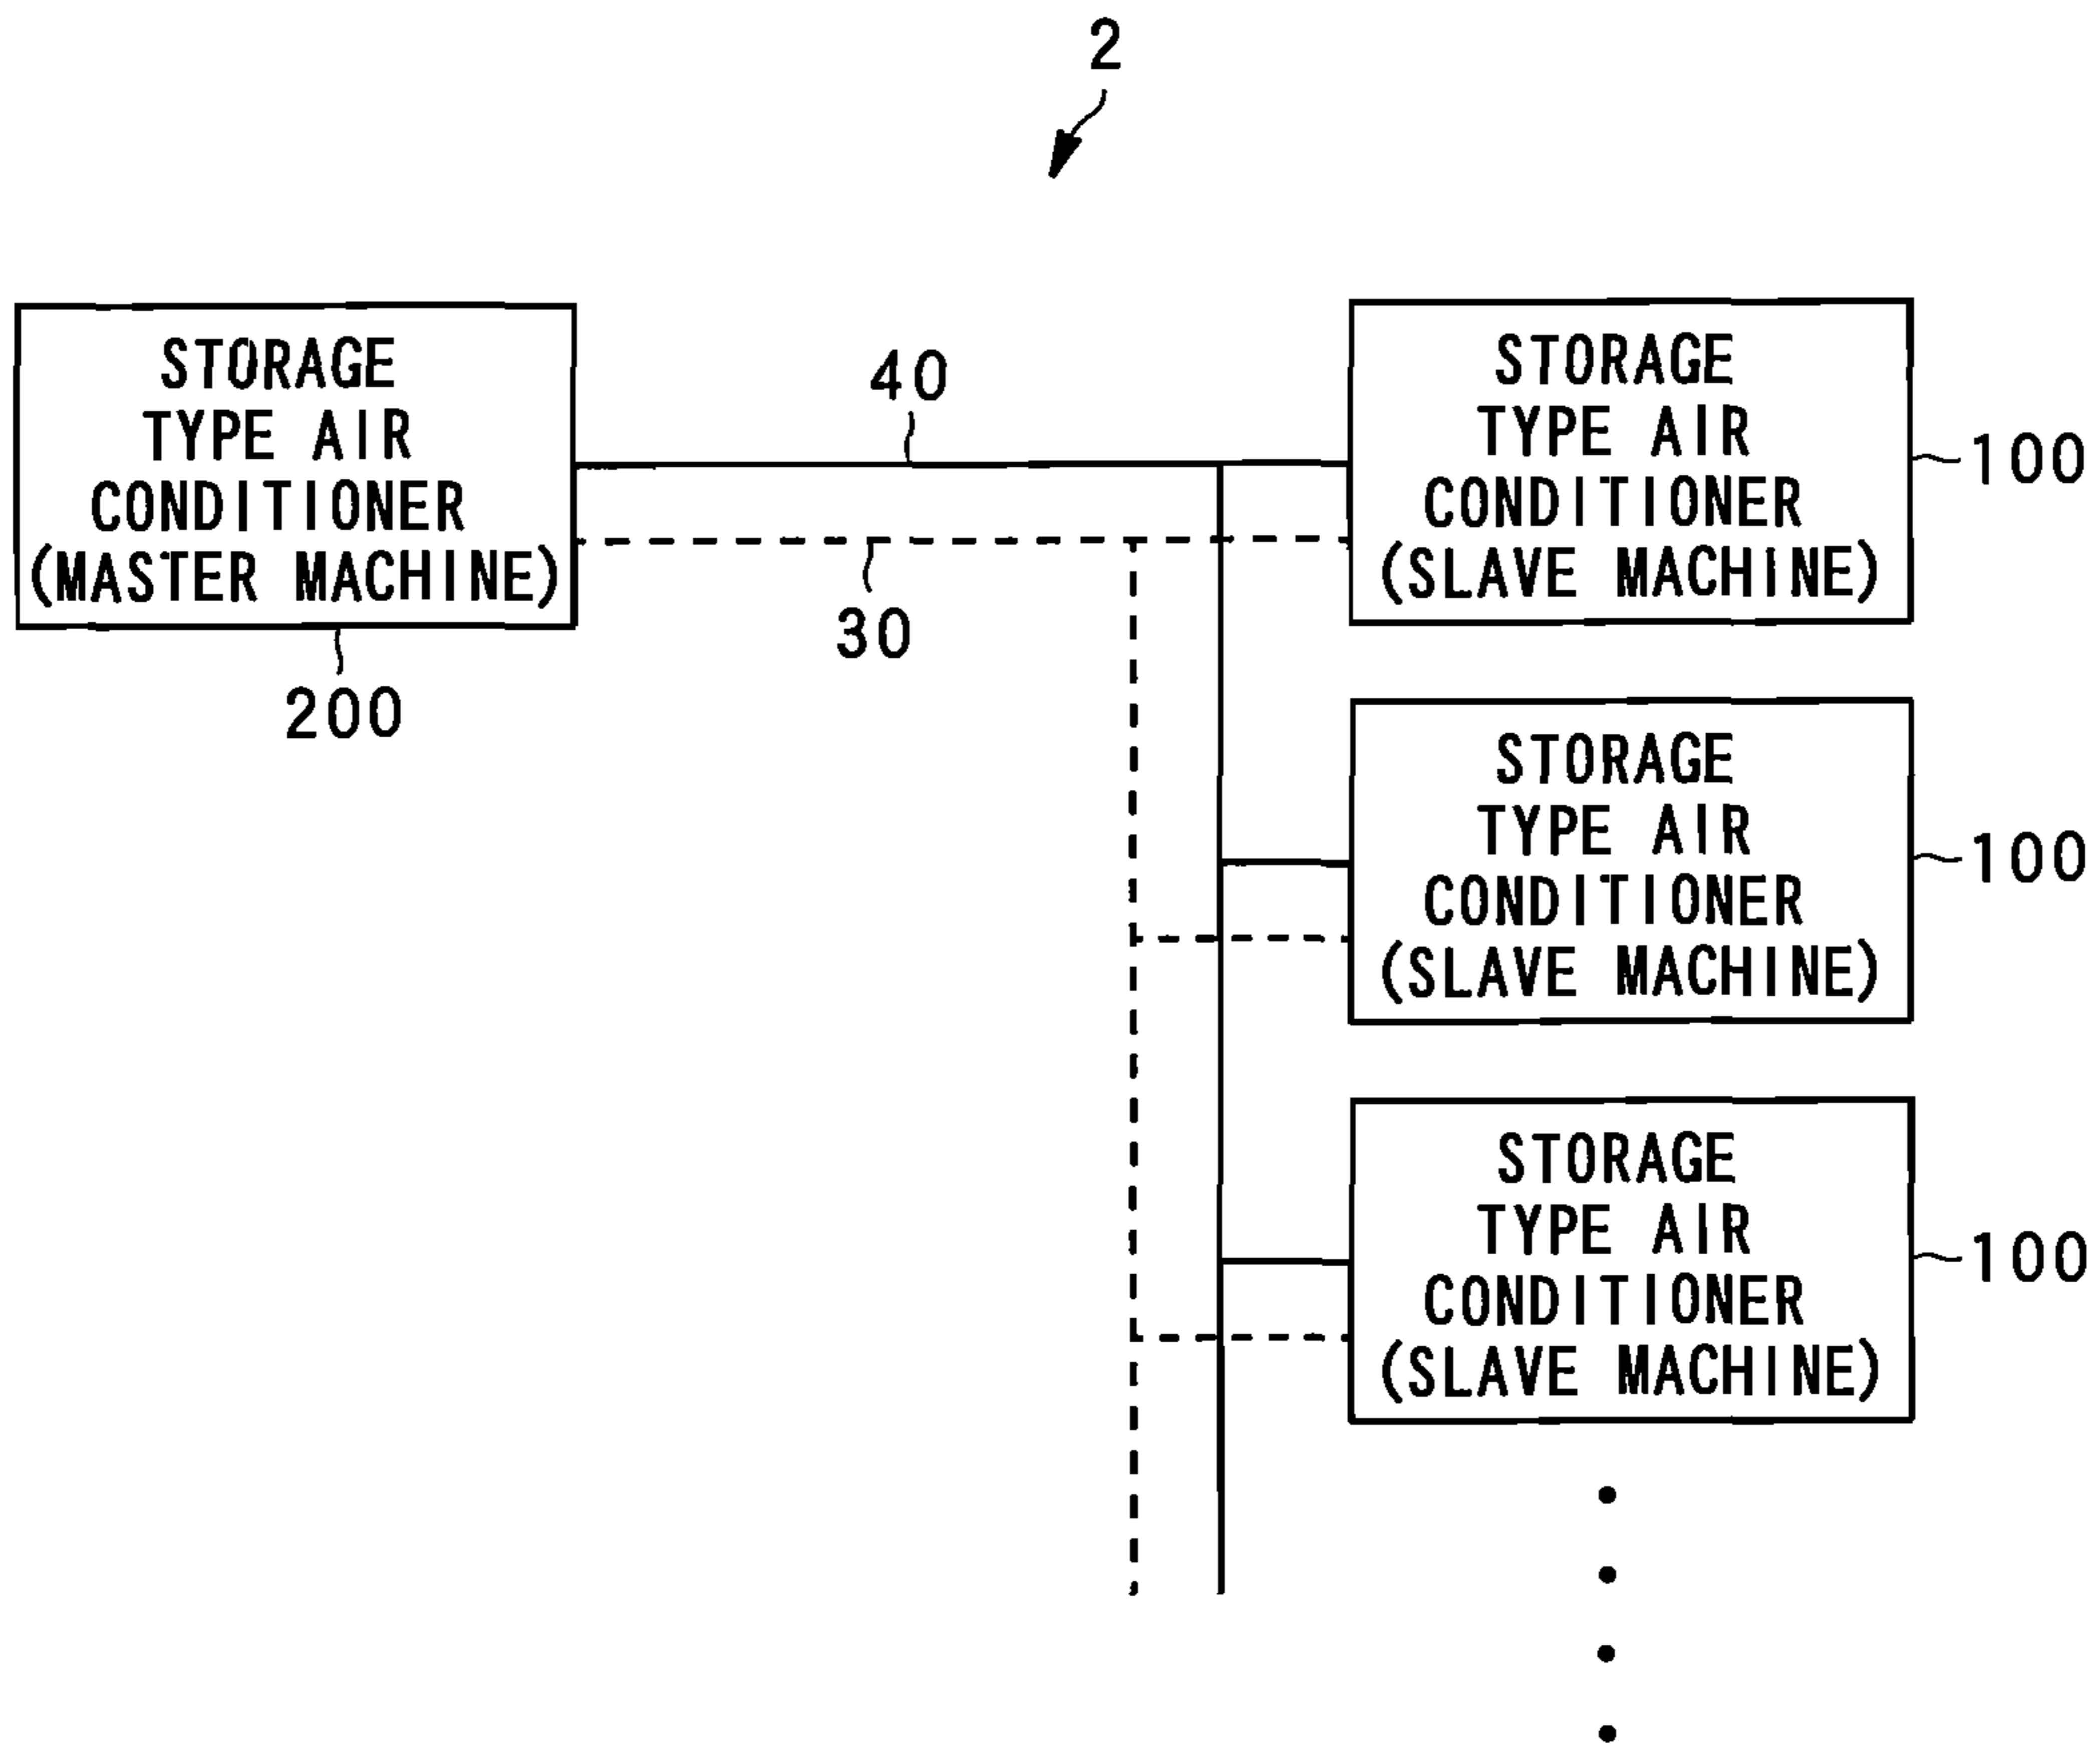 2
STORAGE
TYPE AIR
CONDITIONER
(MASTER MACHINE)
200
40
30
STORAGE
TYPE AIR
CONDITIONER
(SLAVE MACHINE)
100
STORAGE
TYPE AIR
CONDITIONER
(SLAVE MACHINE)
100
STORAGE
TYPE AIR
CONDITIONER
(SLAVE MACHINE)
100